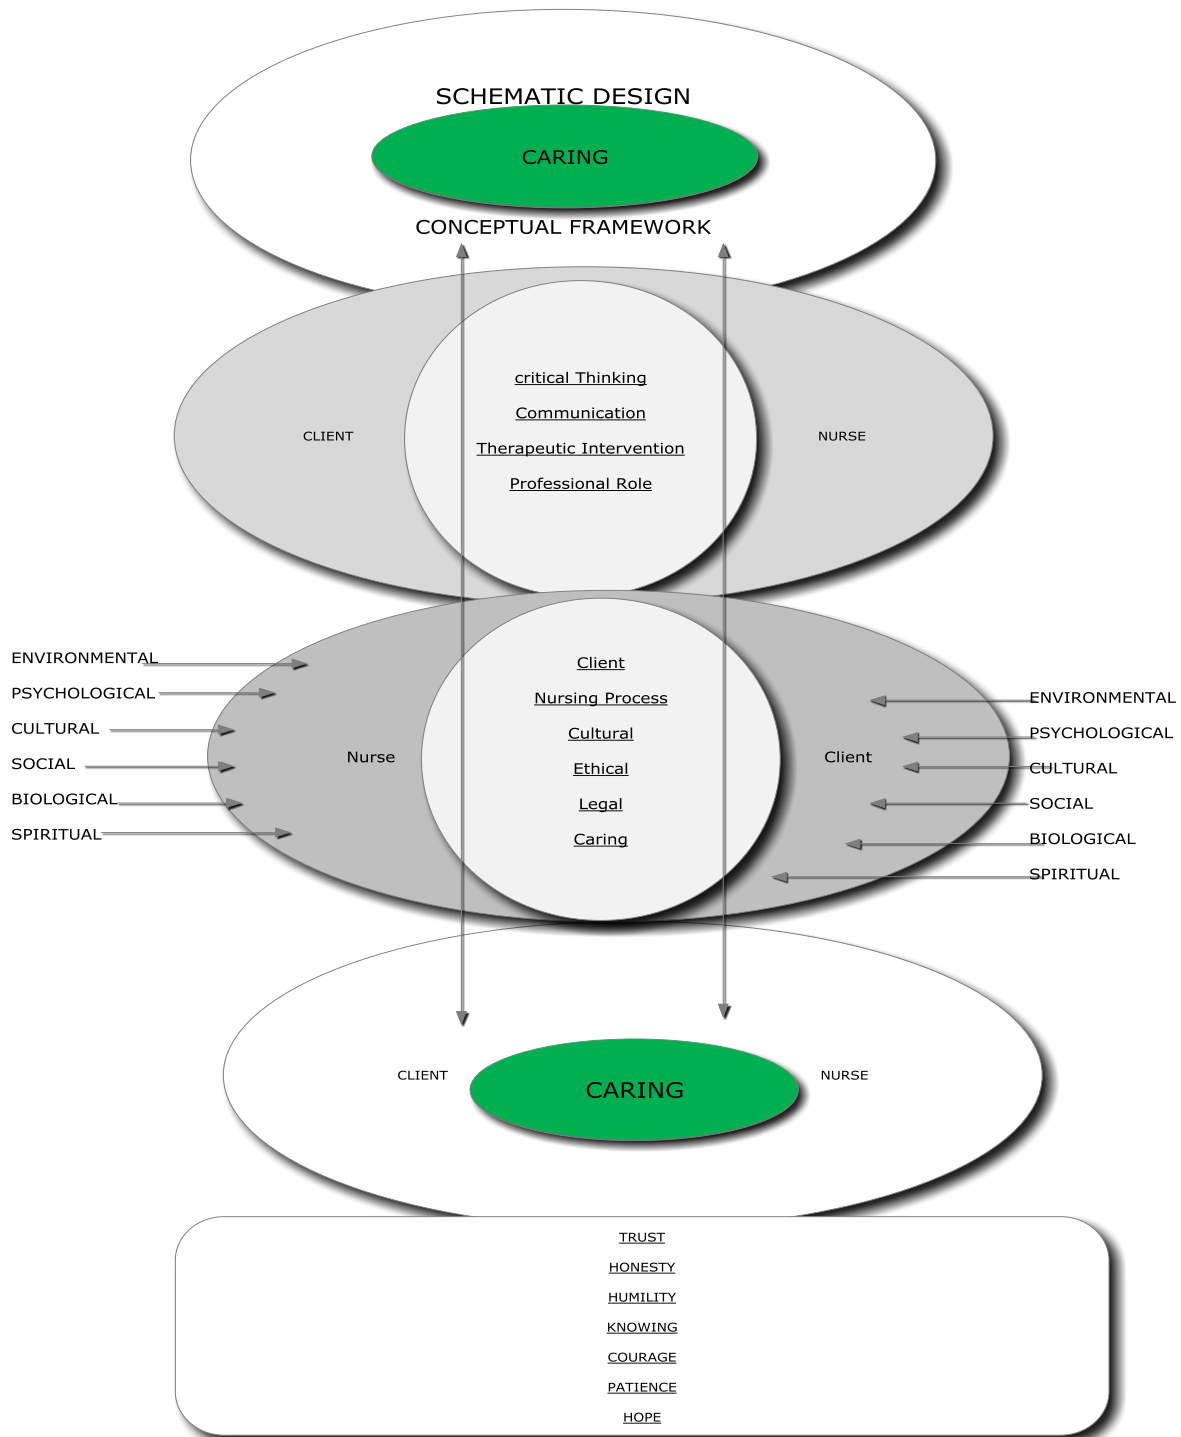 SCHEMATIC DESIGN
CARING
CONCEPTUAL FRAMEWORK
critical Thinking
Communication
CLIENT
NURSE
Therapeutic Intervention
Professional Role
ENVIRONMENTAL
PSYCHOLOGICAL
CULTURAL
SOCIAL
BIOLOGICAL
SPIRITUAL
Nurse
Client
Nursing Process
Cultural
Ethical
Legal
Caring
Client
ENVIRONMENTAL
PSYCHOLOGICAL
CULTURAL
SOCIAL
BIOLOGICAL
SPIRITUAL
CLIENT
CARING
NURSE
TRUST
HONESTY
HUMILITY
KNOWING
COURAGE
PATIENCE
HOPE